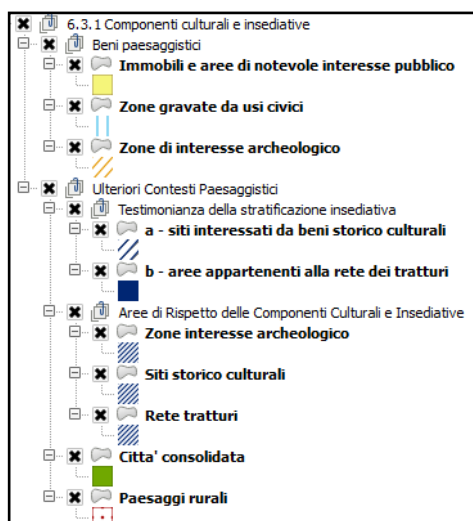 6.3.1 Componenti culturali e insediative
Beni paesaggistici
Immobili e aree di notevole interesse pubblico
Zone gravate da usi civici
Zone di interesse archeologico
Ulteriori Contesti Paesaggistici
Testimonianza della stratificazione insediativa
a - siti interessati da beni storico culturali
b - aree appartenenti alla rete dei tratturi
Aree di Rispetto delle Componenti Culturali e Insediative
Zone interesse archeologico
Siti storico culturali
Rete tratturi
Citta' consolidata
Paesaggi rurali